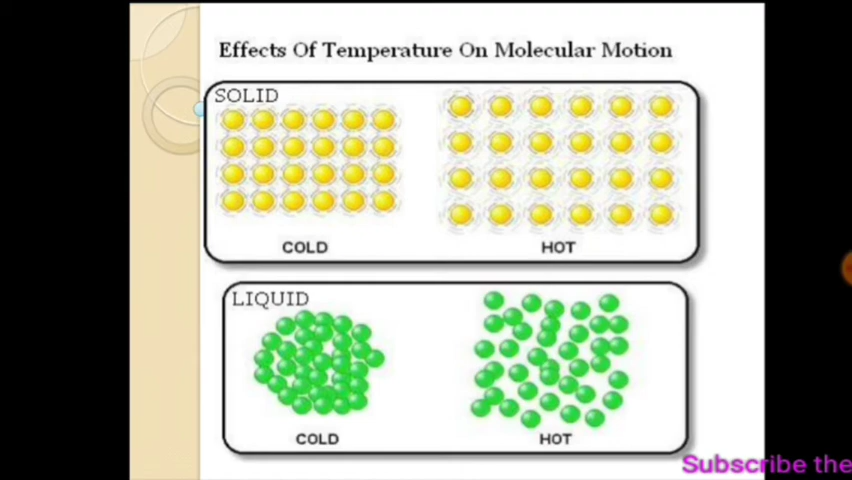 Effects Of Temperature On Molecular Motion
SOLID
COLD HOT
LIQUID
COLD HOT
Subscribe the